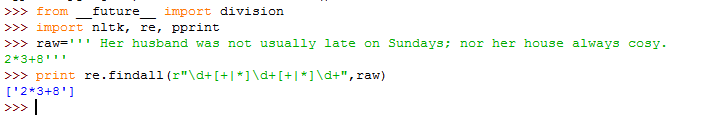 >>> from __future__ import division
>>> import nltk, re, pprint
>>> raw=''' Her husband was not usually late on Sundays; nor her house always cosy.
2*3+8'''
>>> print re.findall(r"\d+[+|*]\d+[+|*]\d+",raw)
['2*3+8']
>>>